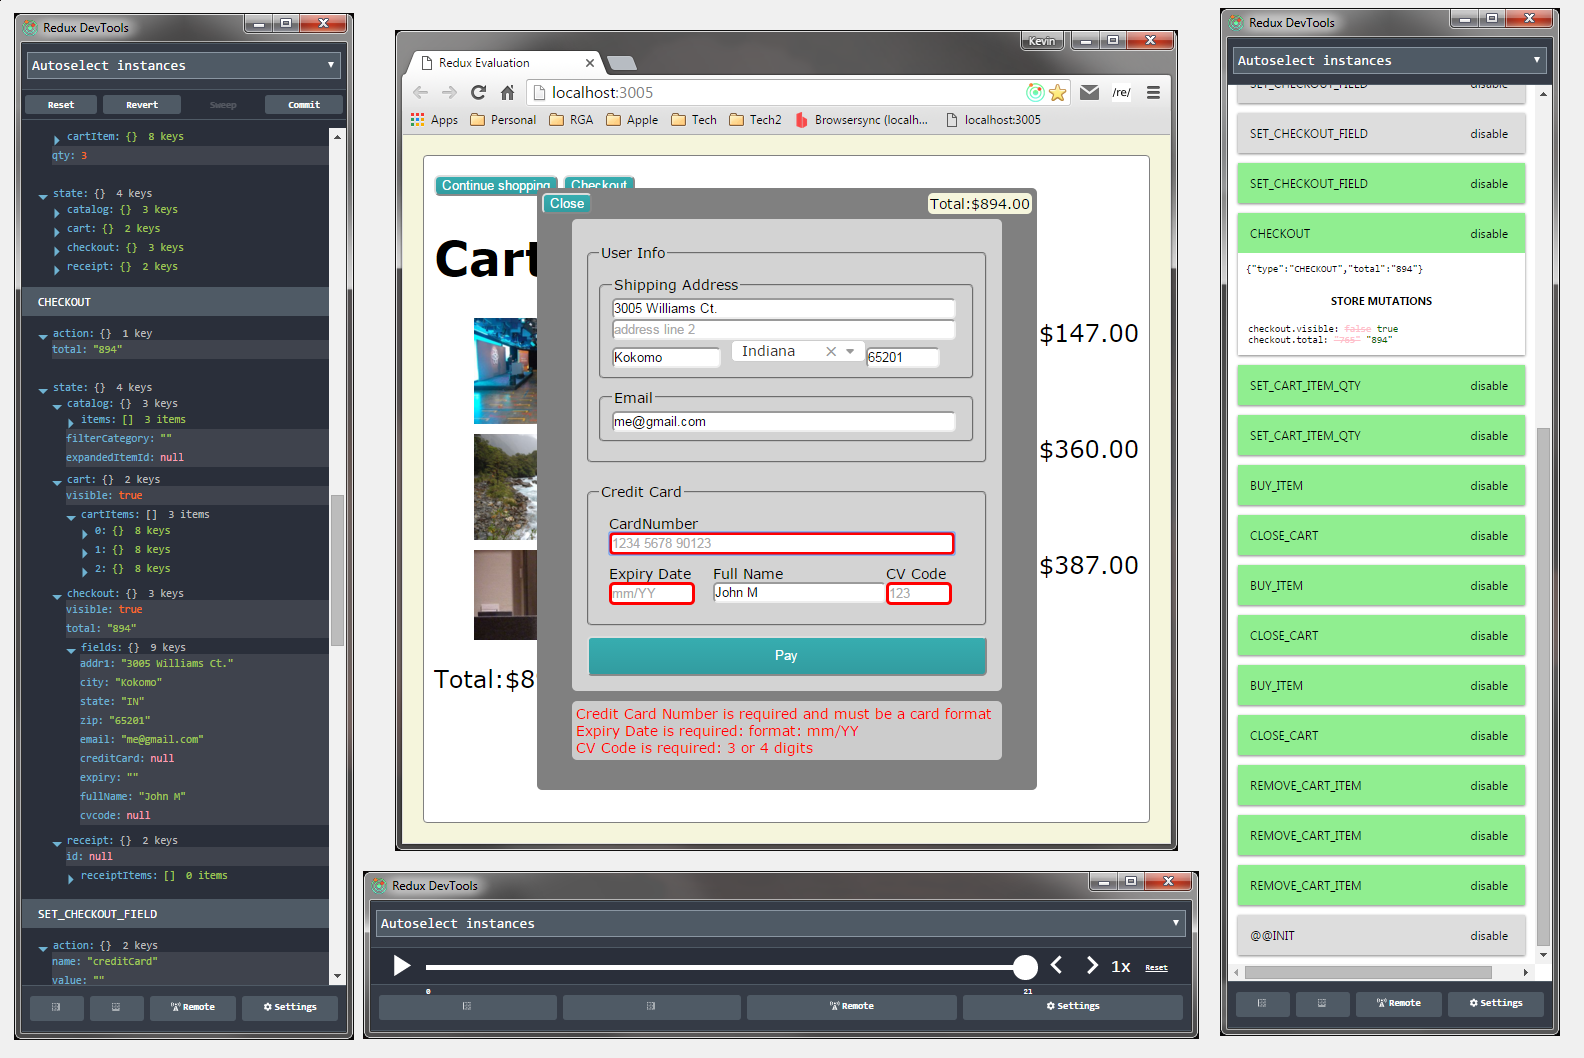 Redux DevTools
Autoselect instances
Reset Revert Sweep Commit
cartItem: {} 8 keys
qty: 3
state: {} 4 keys
catalog: {} 3 keys
cart: {} 2 keys
checkout: {} 3 keys
receipt: {} 2 keys
CHECKOUT
action: {} 1 key
total: "894"
state: {} 4 keys
catalog: {} 3 keys
items: [] 3 items
filterCategory: ""
expandedItemId: null
cart: {} 2 keys
visible: true
cartItems: [] 3 items
0: {} 8 keys
1: {} 8 keys
2: {} 8 keys
checkout: {} 3 keys
visible: true
total: "894"
fields: {} 9 keys
addr1: "3005 Williams Ct."
city: "Kokomo"
state: "IN"
zip: "65201"
email: "me@gmail.com"
creditCard: null
expiry: ""
fullName: "John M"
cvcode: null
receipt: {} 2 keys
id: null
receiptItems: [] 0 items
SET_CHECKOUT_FIELD
action: {} 2 keys
name: "creditCard"
value: ""
Remote Settings
Kevin
Redux Evaluation
localhost:3005
/re/
Apps Personal RGA Apple Tech Tech2 Browsersync (localh... localhost:3005
Continue shopping Checkout
Close Total:$894.00
Cart
User Info
Shipping Address
3005 Williams Ct.
address line 2
Kokomo Indiana 65201
Email
me@gmail.com
$147.00
$360.00
$387.00
Credit Card
CardNumber
1234 5678 90123
Expiry Date Full Name CV Code
mm/YY John M 123
Pay
Total:$89
Credit Card Number is required and must be a card format
Expiry Date is required: format: mm/YY
CV Code is required: 3 or 4 digits
Redux DevTools
Autoselect instances
1x Reset
0 21
Remote Settings
Redux DevTools
Autoselect instances
SET_CHECKOUT_FIELD disable
SET_CHECKOUT_FIELD disable
SET_CHECKOUT_FIELD disable
CHECKOUT disable
{"type":"CHECKOUT","total":"894"}
STORE MUTATIONS
checkout.visible: false true
checkout.total: "765" "894"
SET_CART_ITEM_QTY disable
SET_CART_ITEM_QTY disable
BUY_ITEM disable
CLOSE_CART disable
BUY_ITEM disable
CLOSE_CART disable
BUY_ITEM disable
CLOSE_CART disable
REMOVE_CART_ITEM disable
REMOVE_CART_ITEM disable
REMOVE_CART_ITEM disable
@@INIT disable
Remote Settings